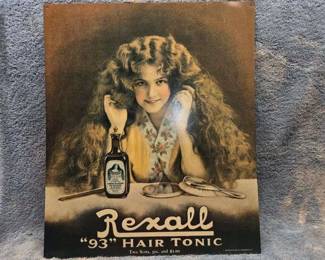 Rexall
"93" HAIR TONIC
TWO SIZES, 50c. AND $1.00